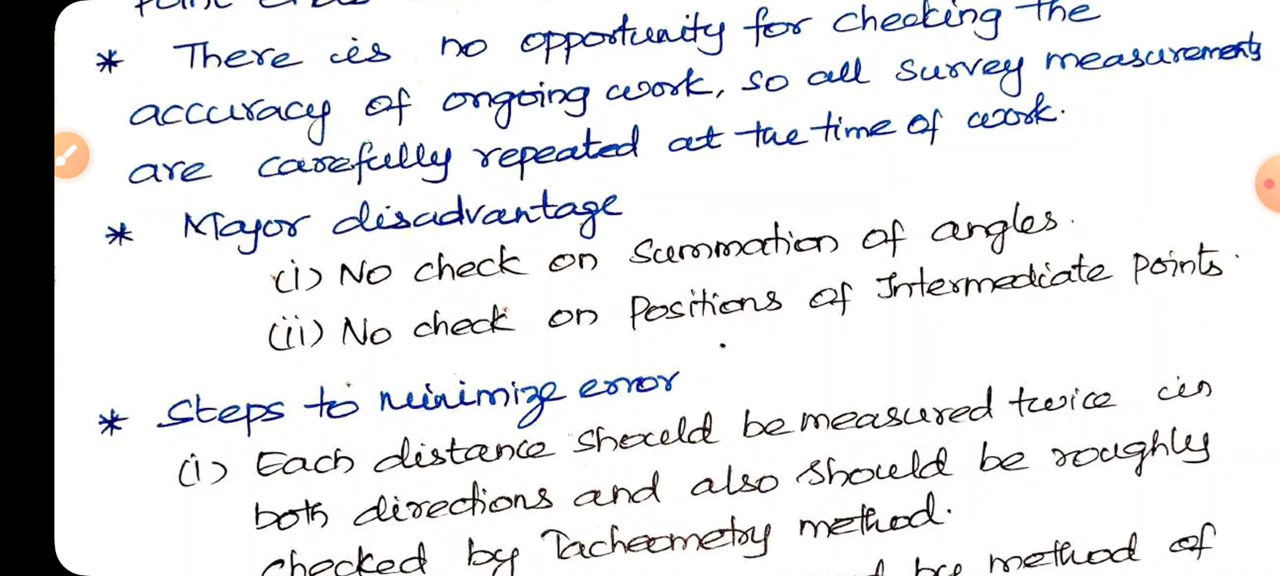 * There is no opportunity for checking the
accuracy of ongoing work, so all survey measurements
are carefully repeated at the time of work.
* Major disadvantage
(i) No check on Summation of angles.
(ii) No check on Positions of Intermediate points.
* Steps to minimize error
(i) Each distance should be measured twice in
both directions and also should be roughly
checked by Tacheometry method.
method of